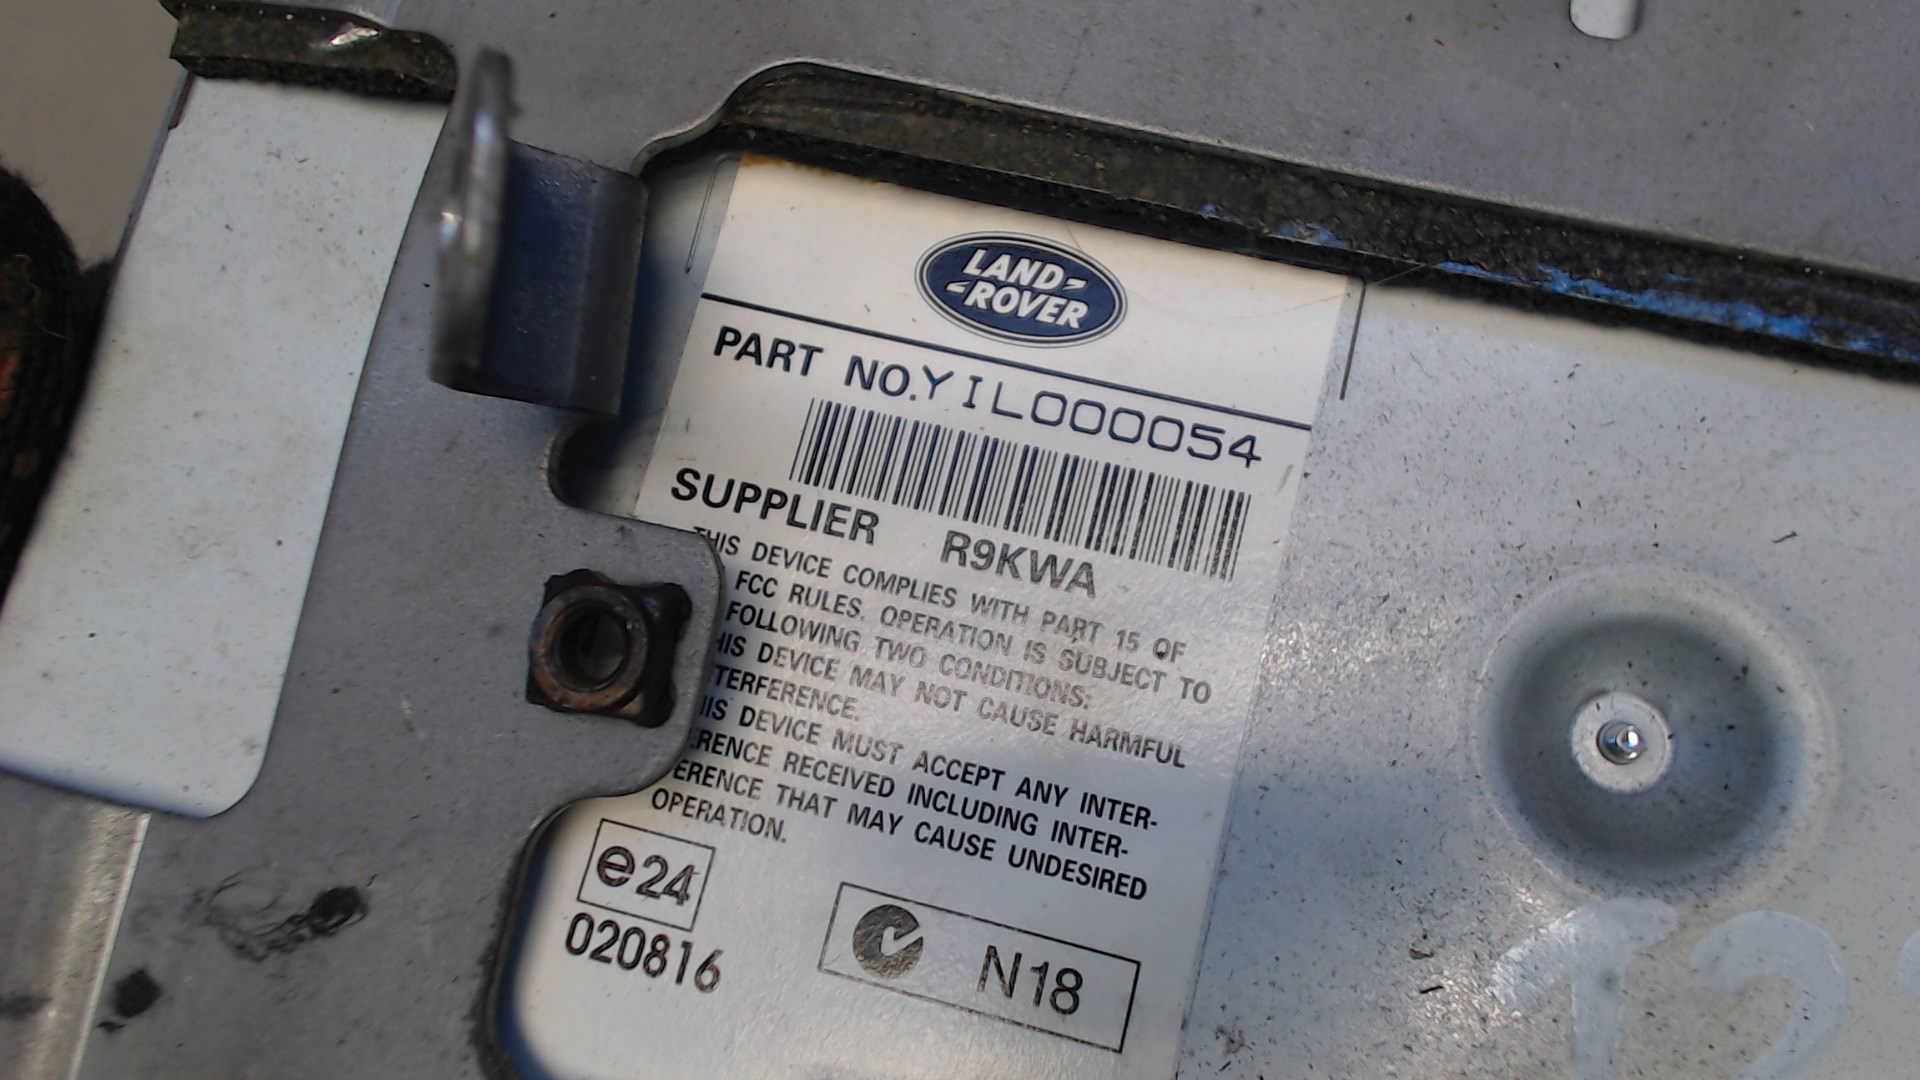 LAND-
-ROVER
PART NO. YIL000054
SUPPLIER R9KWA
THIS DEVICE COMPLIES WITH PART 15 OF
FCC RULES. OPERATION IS SUBJECT TO
FOLLOWING TWO CONDITIONS:
HIS DEVICE MAY NOT CAUSE HARMFUL
TERFERENCE.
HIS DEVICE MUST ACCEPT ANY INTER-
ERENCE RECEIVED INCLUDING INTER-
ERENCE THAT MAY CAUSE UNDESIRED
OPERATION.
e24
020816
N18